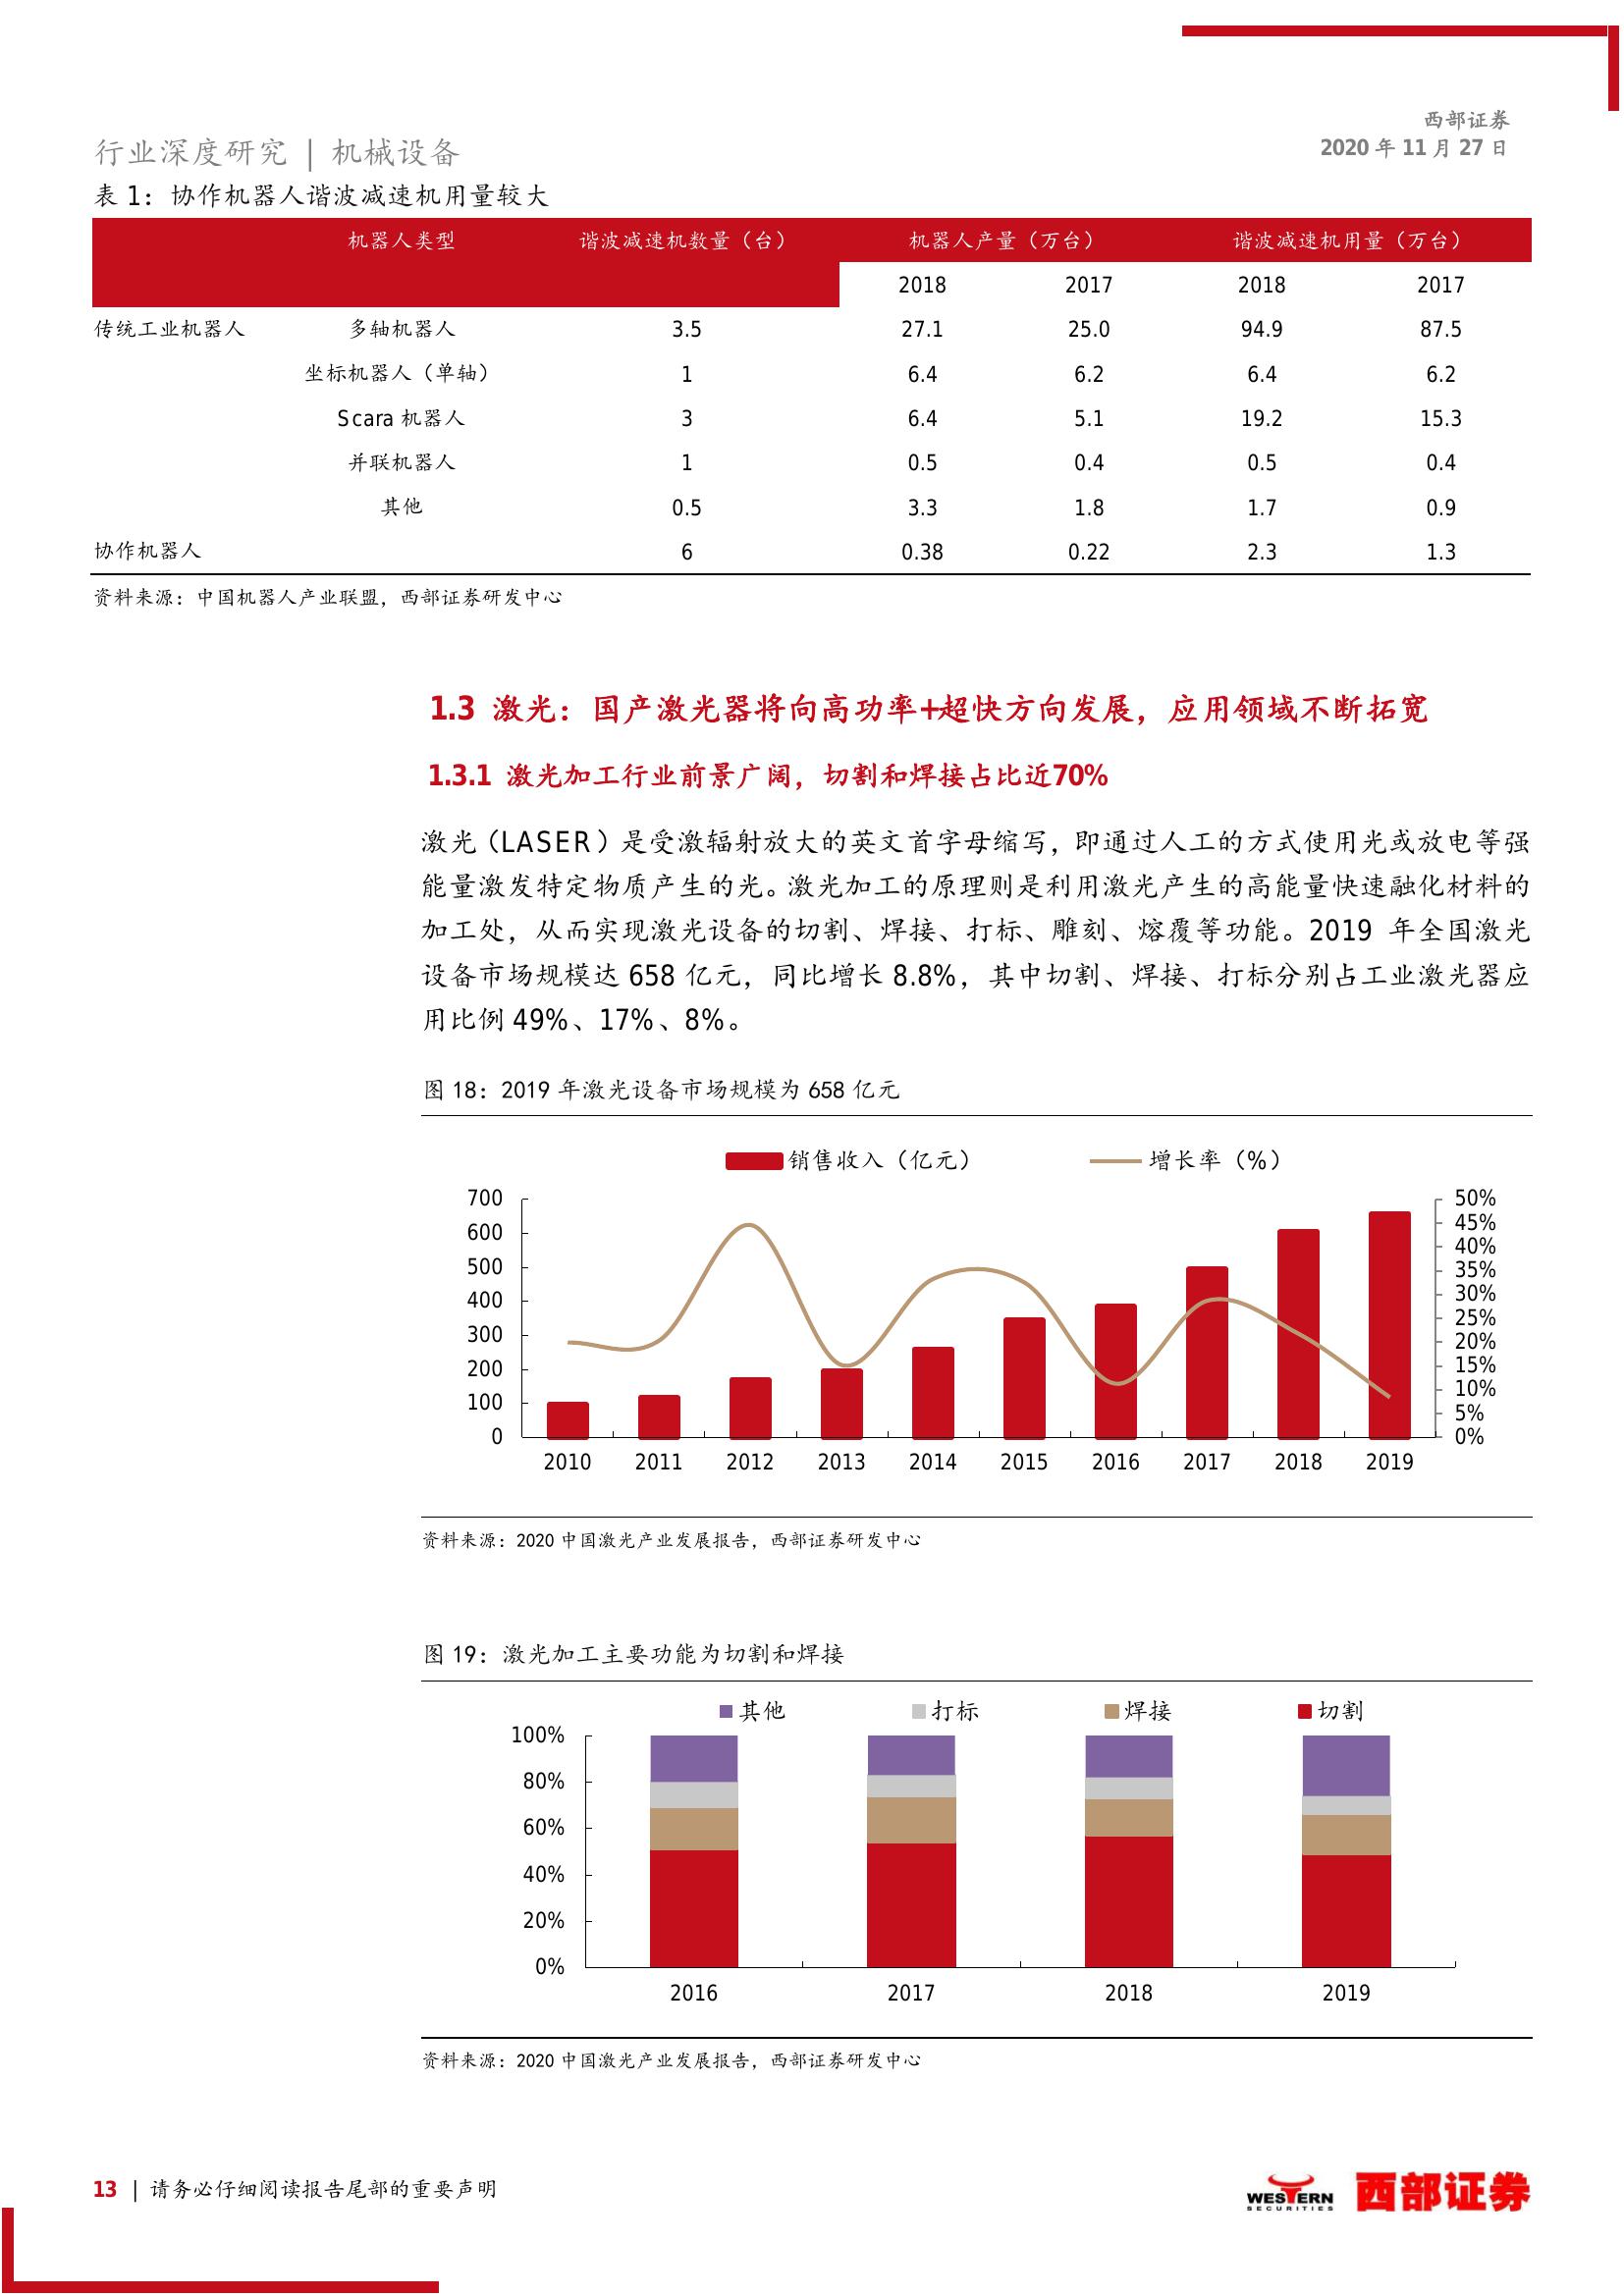 西部证券
2020 年 11 月 27 日
行业深度研究 | 机械设备
表 1：协作机器人谐波减速机用量较大
机器人类型 谐波减速机数量（台） 机器人产量（万台） 谐波减速机用量（万台）
2018 2017 2018 2017
传统工业机器人 多轴机器人 3.5 27.1 25.0 94.9 87.5
坐标机器人（单轴） 1 6.4 6.2 6.4 6.2
Scara 机器人 3 6.4 5.1 19.2 15.3
并联机器人 1 0.5 0.4 0.5 0.4
其他 0.5 3.3 1.8 1.7 0.9
协作机器人 6 0.38 0.22 2.3 1.3
资料来源：中国机器人产业联盟，西部证券研发中心
1.3 激光：国产激光器将向高功率+超快方向发展，应用领域不断拓宽
1.3.1 激光加工行业前景广阔，切割和焊接占比近70%
激光（LASER）是受激辐射放大的英文首字母缩写，即通过人工的方式使用光或放电等强
能量激发特定物质产生的光。激光加工的原理则是利用激光产生的高能量快速融化材料的
加工处，从而实现激光设备的切割、焊接、打标、雕刻、熔覆等功能。2019 年全国激光
设备市场规模达 658 亿元，同比增长 8.8%，其中切割、焊接、打标分别占工业激光器应
用比例 49%、17%、8%。
图 18：2019 年激光设备市场规模为 658 亿元
销售收入（亿元） 增长率（%）
700
600
500
400
300
200
100
0
50%
45%
40%
35%
30%
25%
20%
15%
10%
5%
0%
2010 2011 2012 2013 2014 2015 2016 2017 2018 2019
资料来源：2020 中国激光产业发展报告，西部证券研发中心
图 19：激光加工主要功能为切割和焊接
其他 打标 焊接 切割
100%
80%
60%
40%
20%
0%
2016 2017 2018 2019
资料来源：2020 中国激光产业发展报告，西部证券研发中心
13 | 请务必仔细阅读报告尾部的重要声明
WESTERN
SECURITIES
西部证券